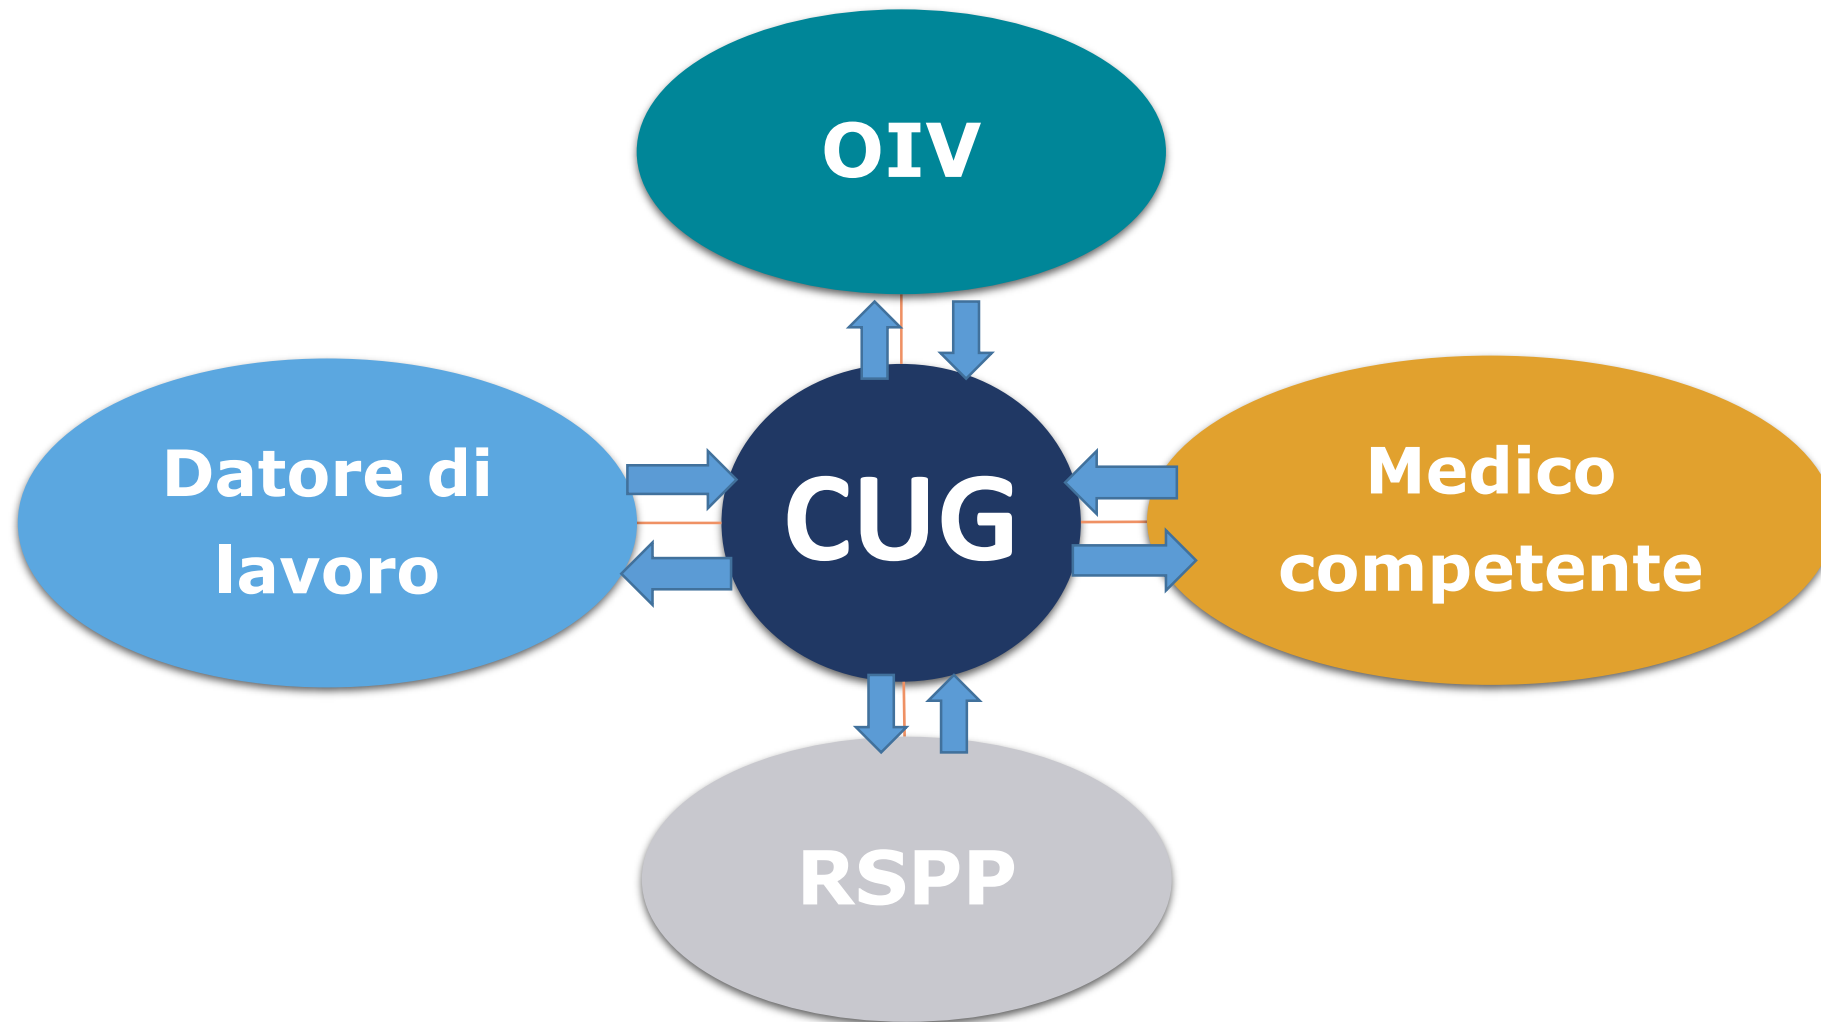 OIV
Datore di
lavoro
CUG
Medico
competente
RSPP